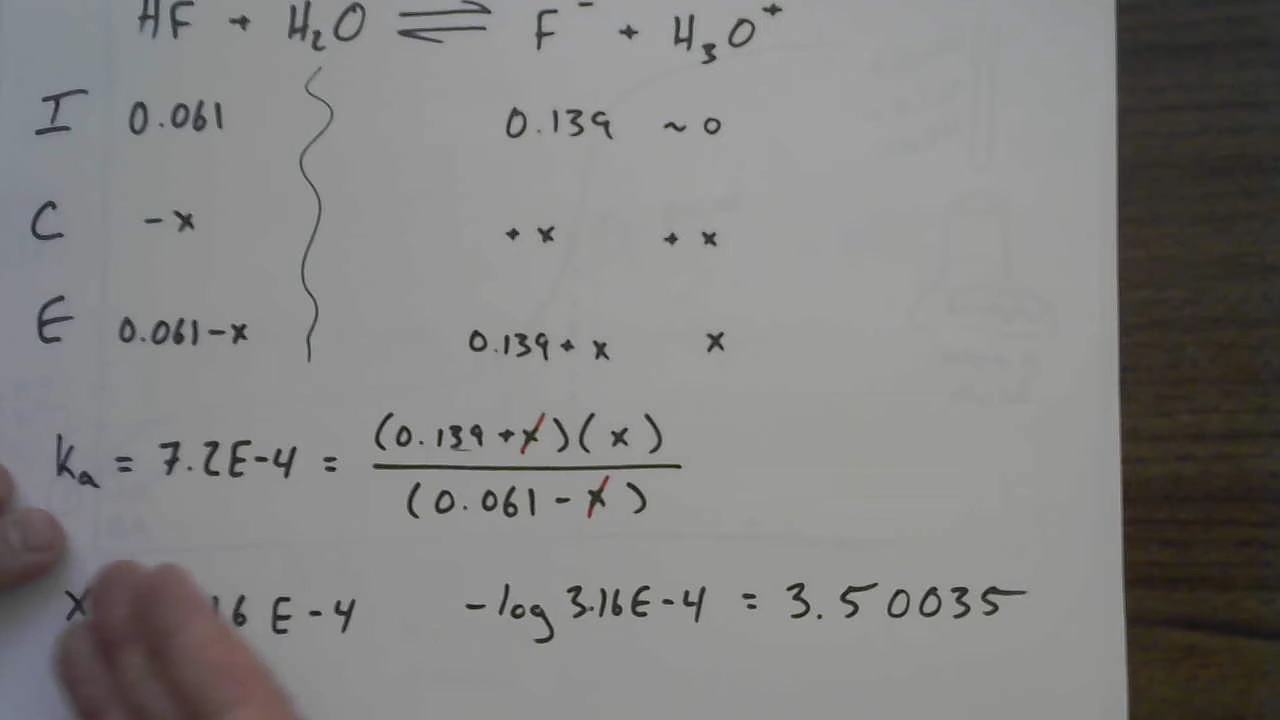 HF + H₂O ⇌ F⁻ + H₃O⁺
I 0.061 0.139 ~0
C -x +x +x
E 0.061-x 0.139+x x
Ka = 7.2E-4 = (0.139+x)(x)
(0.061-x)
x 16 E-4 -log 3.16E-4 = 3.50035